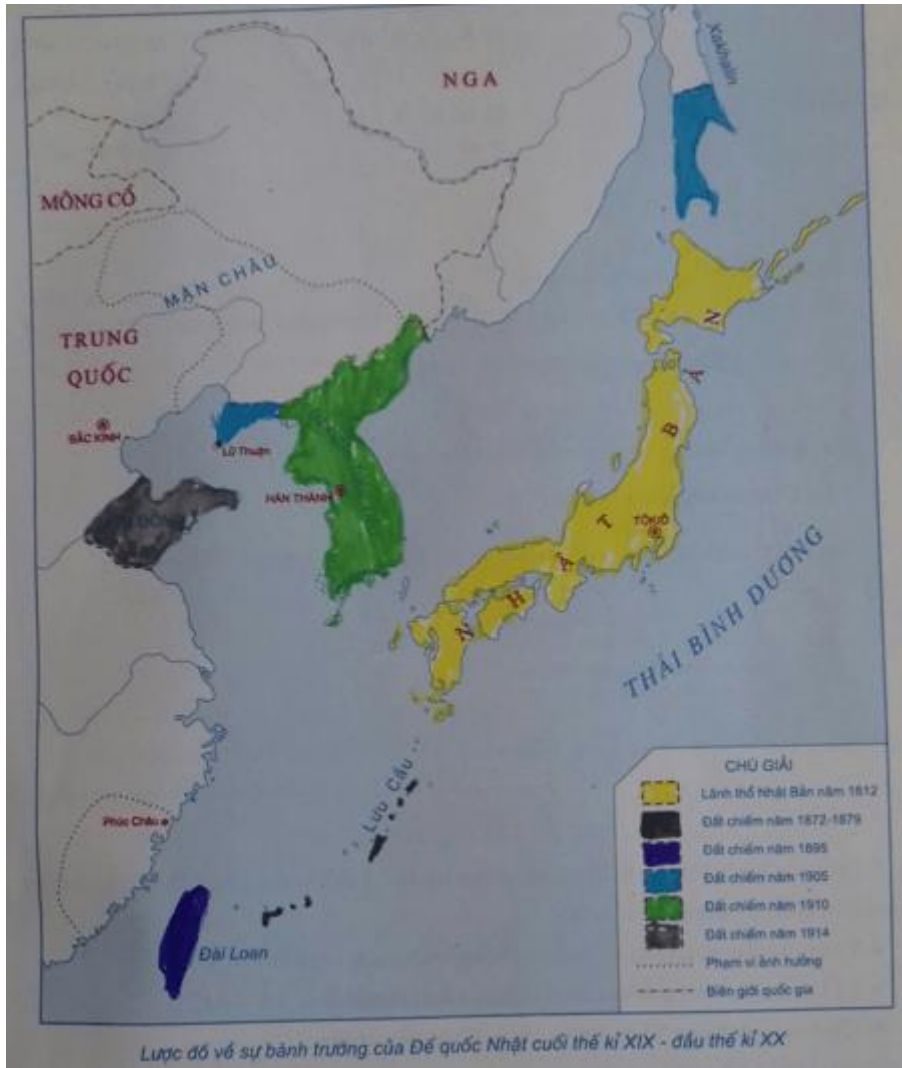 Xakhalin
NGA
MÔNG CỔ
MÃN CHÂU
TRUNG
QUỐC
BẮC KINH
Lữ Thuận
HÁN THÀNH
NHẬT BẢN
TÔKIÔ
THÁI BÌNH DƯƠNG
Lưu Cầu
Phúc Châu
Đài Loan
CHÚ GIẢI
Lãnh thổ Nhật Bản năm 1812
Đất chiếm năm 1872-1879
Đất chiếm năm 1895
Đất chiếm năm 1905
Đất chiếm năm 1910
Đất chiếm năm 1914
Phạm vi ảnh hưởng
Biên giới quốc gia
Lược đồ về sự bành trướng của Đế quốc Nhật cuối thế kỉ XIX - đầu thế kỉ XX